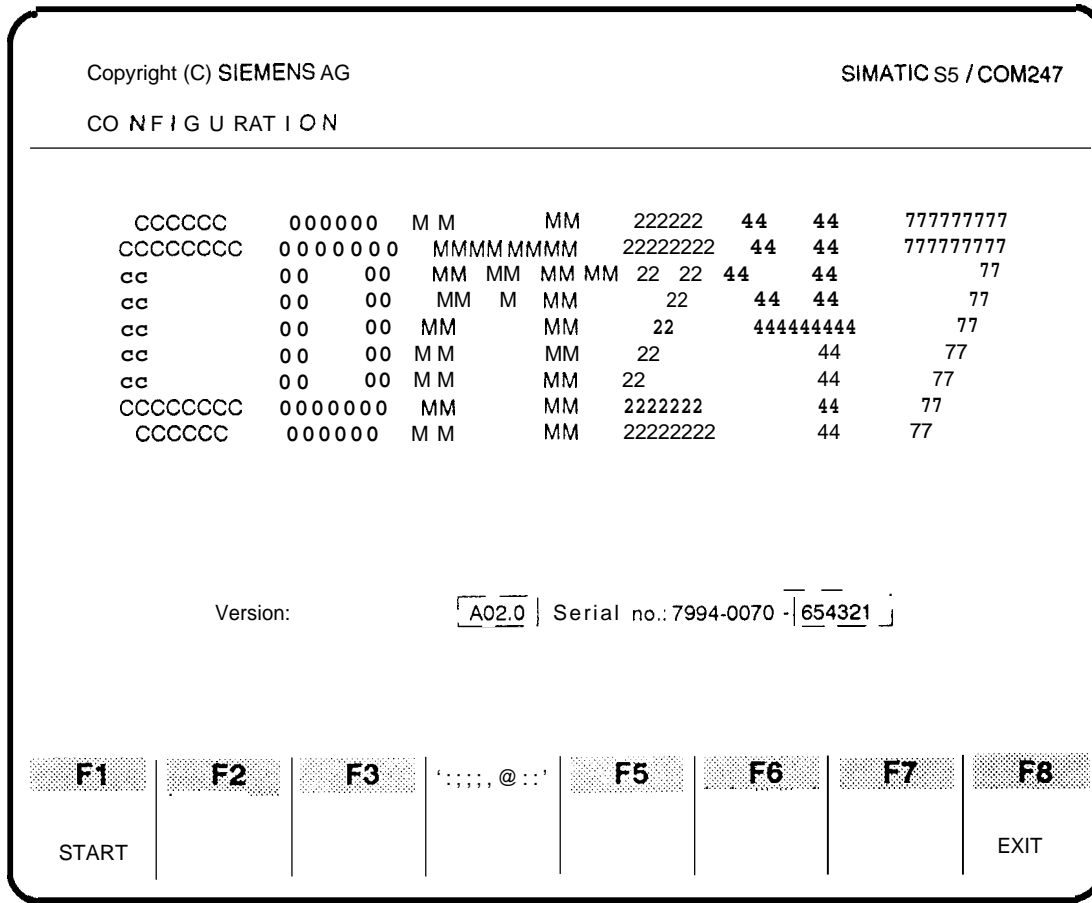 Copyright (C) SIEMENS AG SIMATIC S5 / COM247
CONFIGURATION
CCCCCC 000000 MM MM 222222 44 44 777777777
CCCCCCCC 0000000 MMMM MMMM 22222222 44 44 777777777
cc 00 00 MM MM MM MM 22 22 44 44 77
cc 00 00 MM M MM 22 44 44 77
cc 00 00 MM MM 22 444444444 77
cc 00 00 MM MM 22 44 77
cc 00 00 MM MM 22 44 77
CCCCCCCC 0000000 MM MM 2222222 44 77
CCCCCC 000000 MM MM 22222222 44 77
Version: A02.0 Serial no.: 7994-0070 - 654321
F1 F2 F3 ‘:;;;,@::’ F5 F6 F7 F8
START EXIT